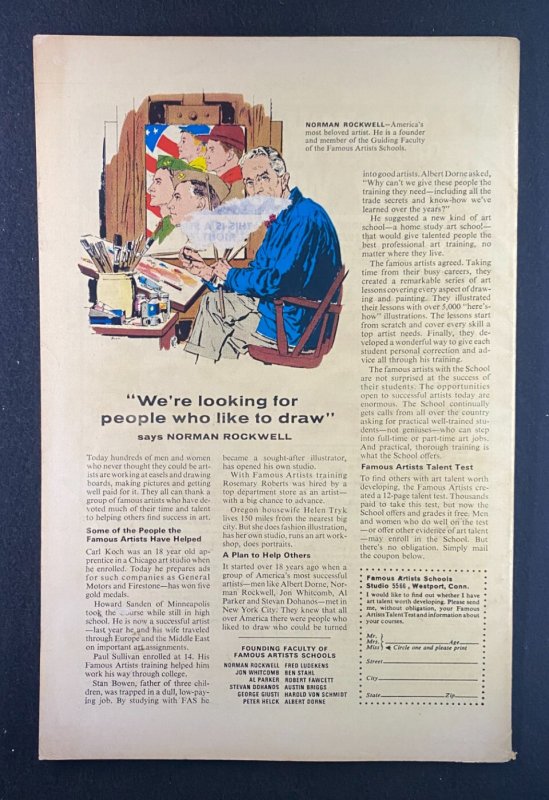 NORMAN ROCKWELL—America's
most beloved artist. He is a founder
and member of the Guiding Faculty
of the Famous Artists Schools.
"We're looking for
people who like to draw"
says NORMAN ROCKWELL
Today hundreds of men and women
who never thought they could be art-
ists are working at easels and drawing
boards, making pictures and getting
well paid for it. They all can thank a
group of famous artists who have de-
voted much of their time and talent
to helping others find success in art.
Some of the People the
Famous Artists Have Helped
Carl Koch was an 18 year old ap-
prentice in a Chicago art studio when
he enrolled. Today he prepares art
for such companies as General
Motors and Firestone—has won five
gold medals.
Howard Sanden of Minneapolis
took the course while still in high
school. He is now a successful artist
—last year he and his wife traveled
through Europe and the Middle East
on important art assignments.
Paul Sullivan enrolled at 14. His
Famous Artists training helped him
work his way through college.
Stan Bowen, father of three chil-
dren, was trapped in a dull, low-pay-
ing job. By studying with FAS he
became a sought-after illustrator,
has opened his own studio.
With Famous Artists training
Rosemary Roberts was hired by a
top department store as an artist—
with a big chance to advance.
Oregon housewife Helen Tryk
lives 150 miles from the nearest big
city. But she does fashion illustration,
has her own studio, runs an art work-
shop, does portraits.
A Plan to Help Others
It started over 18 years ago when a
group of America's most successful
artists—men like Albert Dorne, Nor-
man Rockwell, Jon Whitcomb, Al
Parker and Stevan Dohanos—met in
New York City. They knew that all
over America there were people who
liked to draw who could be turned
into good artists. Albert Dorne asked,
"Why can't we give these people the
training they need—including all the
trade secrets and know-how we've
learned over the years?"
He suggested a new kind of art
school—a home study art school—
that would give talented people the
best professional art training, no
matter where they live.
The famous artists agreed. Taking
time from their busy careers, they
created a remarkable series of art
lessons covering every aspect of draw-
ing and painting. They illustrated
their lessons with over 5,000 "here's-
how" illustrations. The lessons start
from scratch and cover every skill a
top artist needs. Finally, they de-
veloped a wonderful way to give each
student personal correction and ad-
vice all through his training.
The famous artists with the School
are not surprised at the success of
their students. The opportunities
open to successful artists today are
enormous. The School continually
gets calls from all over the country
asking for practical well-trained stu-
dents—not geniuses—who can step
into full-time or part-time art jobs.
And practical, thorough training is
what the School offers.
Famous Artists Talent Test
To find others with art talent worth
developing, the Famous Artists cre-
ated a 12-page talent test. Thousands
paid to take this test, but now the
School offers and grades it free. Men
and women who do well on the test
—or offer other evidence of art talent
—may enroll in the School. But
there's no obligation. Simply mail
the coupon below.
FOUNDING FACULTY OF
FAMOUS ARTISTS SCHOOLS
NORMAN ROCKWELL FRED LUDEKENS
JON WHITCOMB BEN STAHL
AL PARKER ROBERT FAWCETT
STEVAN DOHANOS AUSTIN BRIGGS
GEORGE GIUSTI HAROLD VON SCHMIDT
PETER HELCK ALBERT DORNE
Famous Artists Schools
Studio 5566, Westport, Conn.
I would like to find out whether I have
art talent worth developing. Please send
me, without obligation, your Famous
Artists Talent Test and information about
your courses.
Mr.
Mrs. Age
Miss Circle one and please print
Street
City
State Zip